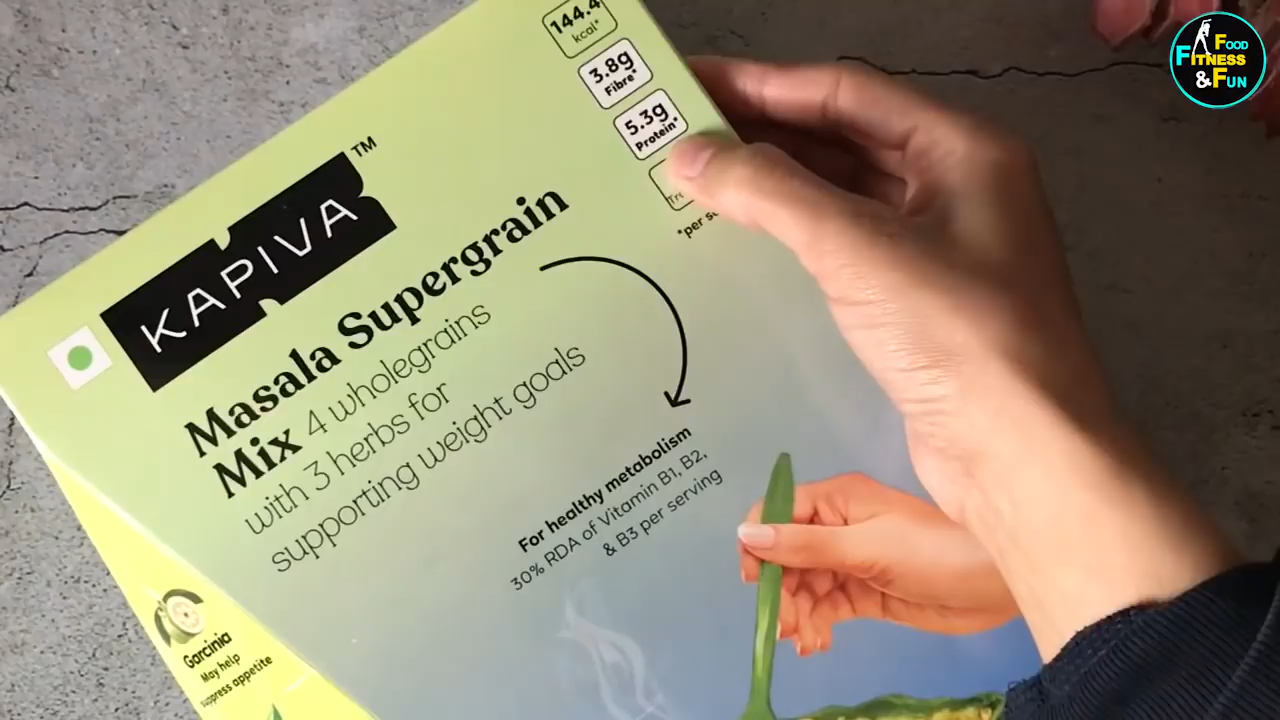 144.4
kcal*
3.8g
Fibre*
5.3g
Protein*
*per
KAPIVA™
Masala Supergrain
Mix 4 wholegrains
with 3 herbs for
supporting weight goals
For healthy metabolism
30% RDA of Vitamin B1, B2,
& B3 per serving
Garcinia
May help
suppress appetite
FOOD
FITNESS
& FUN